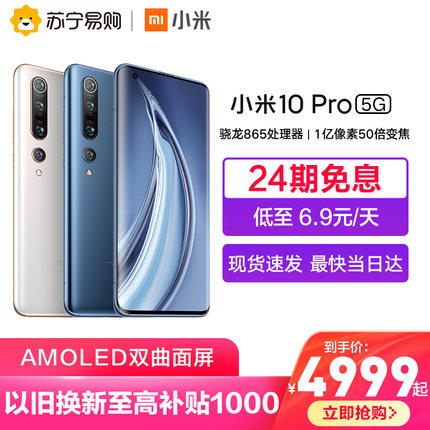 苏宁易购 mi 小米
小米10 Pro 5G
骁龙865处理器 | 1亿像素50倍变焦
24期免息
低至 6.9元/天
现货速发 最快当日达
AMOLED双曲面屏
以旧换新至高补贴1000
¥4999起
立即抢购